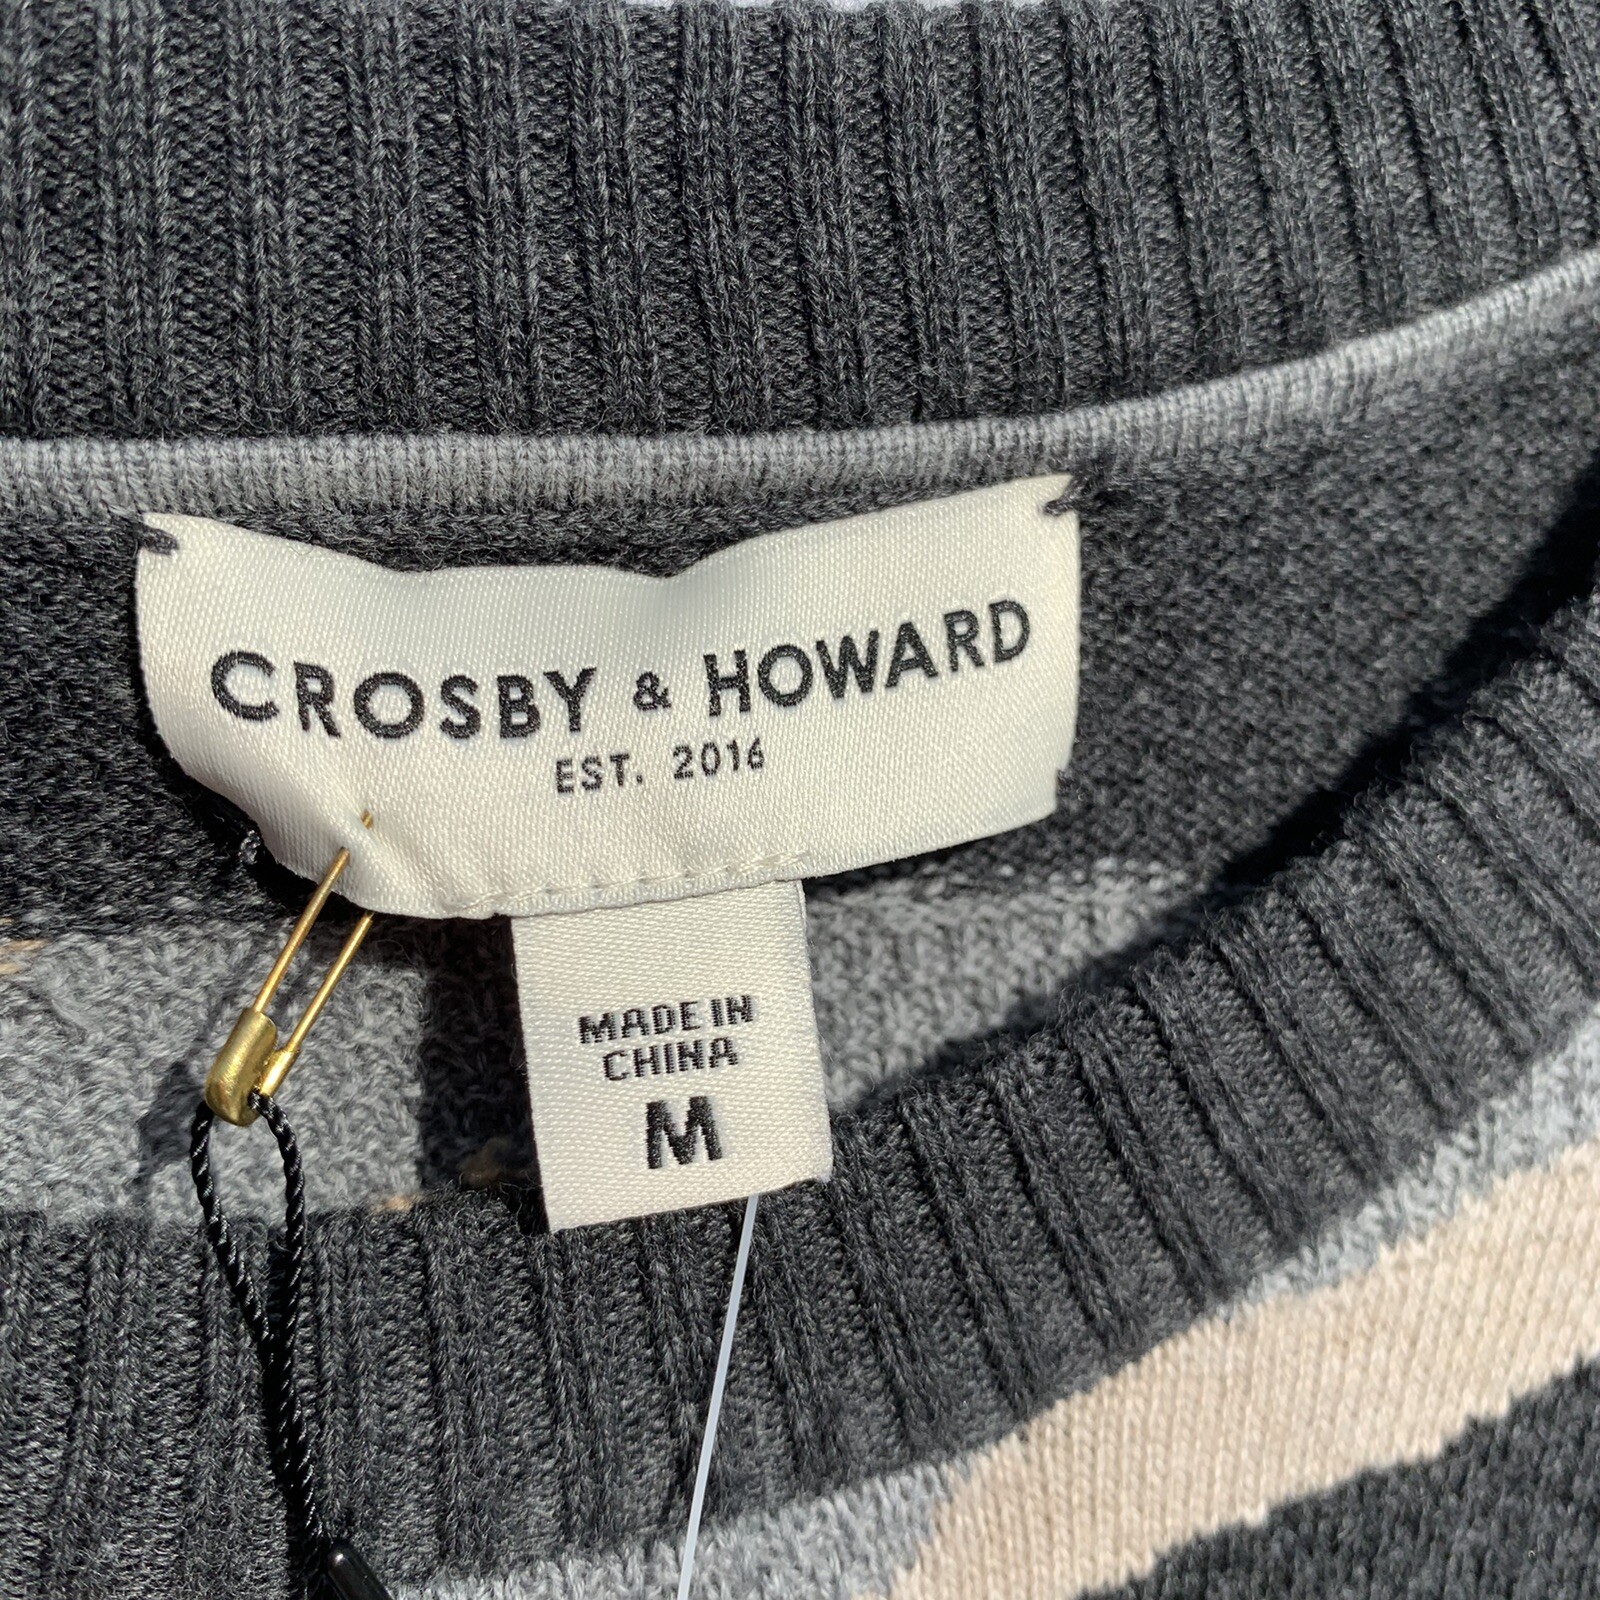 CROSBY & HOWARD
EST. 2016
MADE IN
CHINA
M